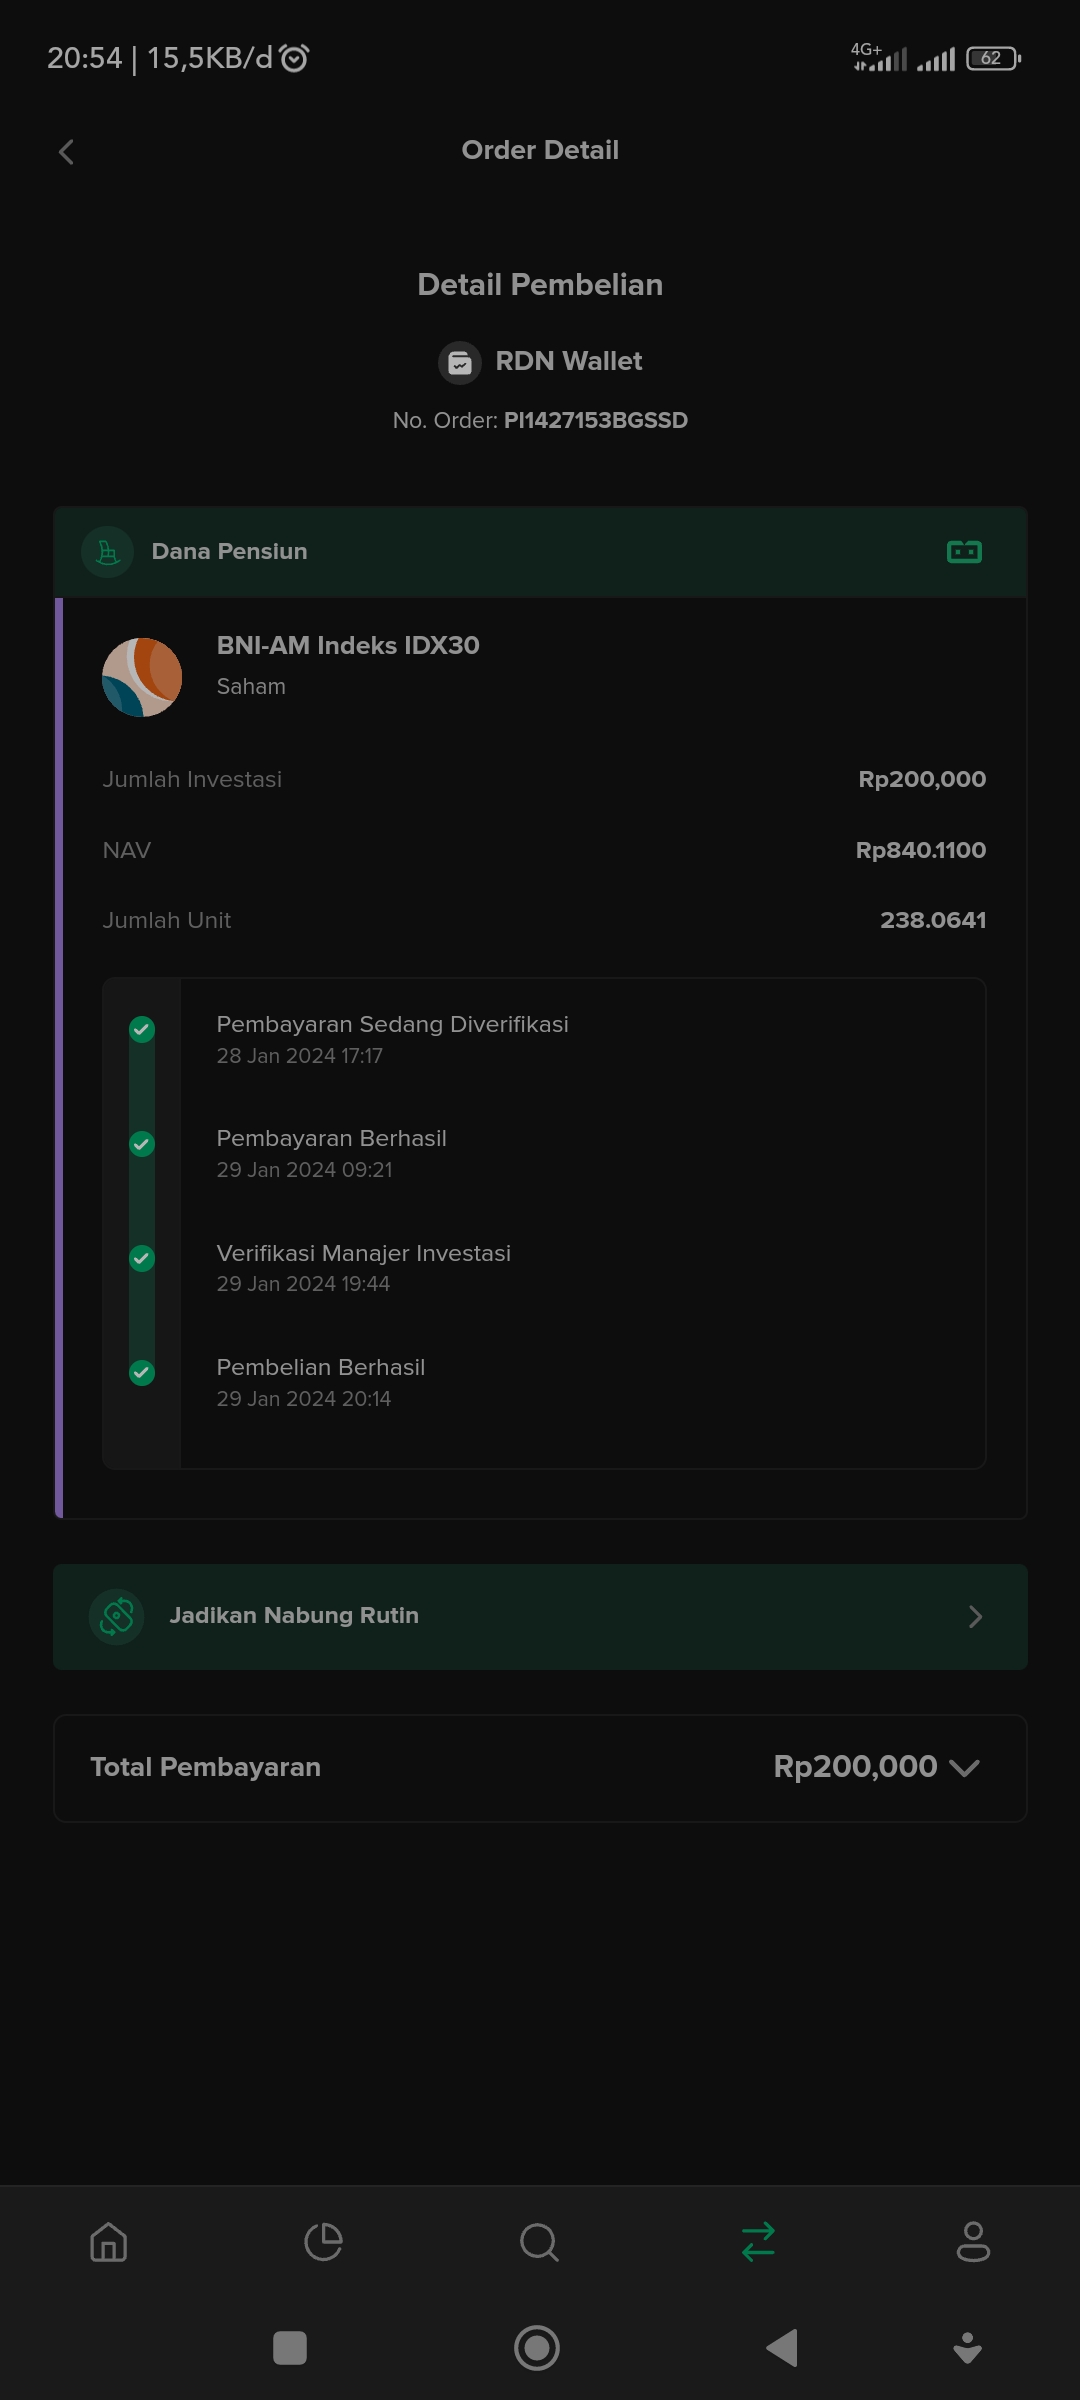 20:54 | 15,5KB/d
4G+
62
Order Detail
Detail Pembelian
RDN Wallet
No. Order: PI1427153BGSSD
Dana Pensiun
BNI-AM Indeks IDX30
Saham
Jumlah Investasi Rp200,000
NAV Rp840.1100
Jumlah Unit 238.0641
Pembayaran Sedang Diverifikasi
28 Jan 2024 17:17
Pembayaran Berhasil
29 Jan 2024 09:21
Verifikasi Manajer Investasi
29 Jan 2024 19:44
Pembelian Berhasil
29 Jan 2024 20:14
Jadikan Nabung Rutin
Total Pembayaran Rp200,000